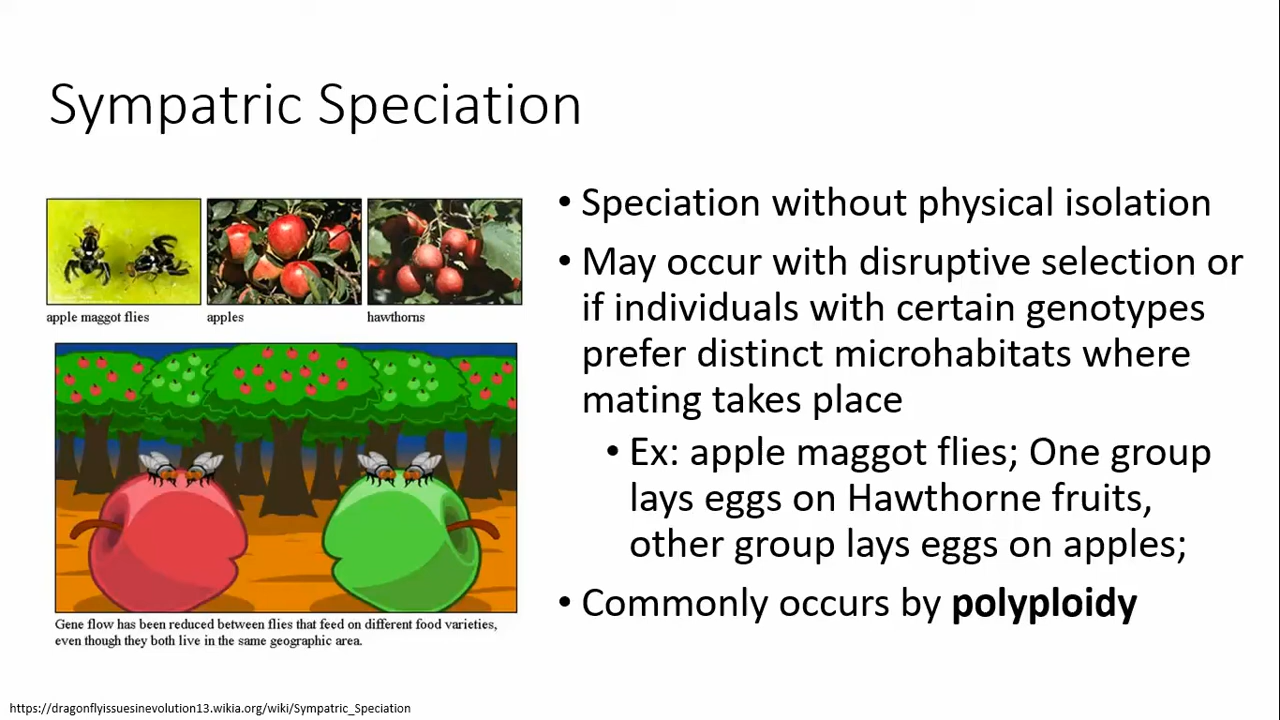 Sympatric Speciation
apple maggot flies
apples
hawthorns
Gene flow has been reduced between flies that feed on different food varieties,
even though they both live in the same geographic area.
• Speciation without physical isolation
• May occur with disruptive selection or
if individuals with certain genotypes
prefer distinct microhabitats where
mating takes place
• Ex: apple maggot flies; One group
lays eggs on Hawthorne fruits,
other group lays eggs on apples;
• Commonly occurs by polyploidy
https://dragonflyissuesinevolution13.wikia.org/wiki/Sympatric_Speciation